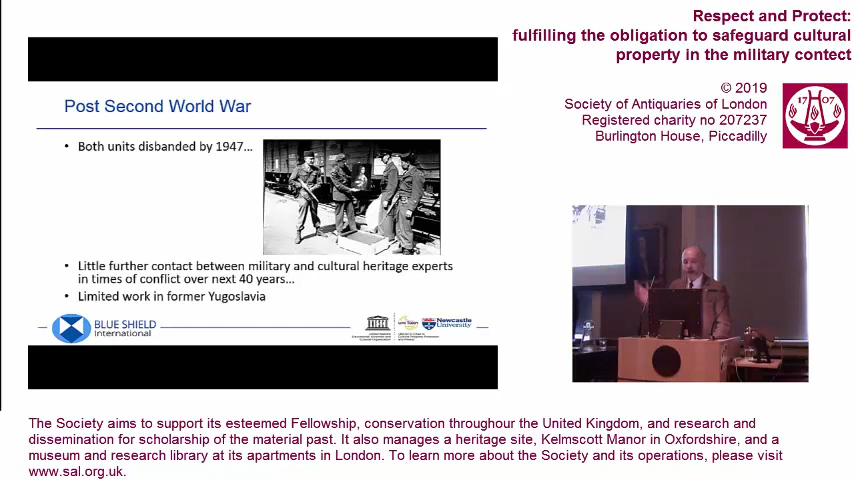 Respect and Protect:
fulfilling the obligation to safeguard cultural
property in the military contect
© 2019
Society of Antiquaries of London
Registered charity no 207237
Burlington House, Piccadilly
17 07
Post Second World War
• Both units disbanded by 1947...
• Little further contact between military and cultural heritage experts
in times of conflict over next 40 years...
• Limited work in former Yugoslavia
BLUE SHIELD
International
Newcastle
University
The Society aims to support its esteemed Fellowship, conservation throughour the United Kingdom, and research and
dissemination for scholarship of the material past. It also manages a heritage site, Kelmscott Manor in Oxfordshire, and a
museum and research library at its apartments in London. To learn more about the Society and its operations, please visit
www.sal.org.uk.